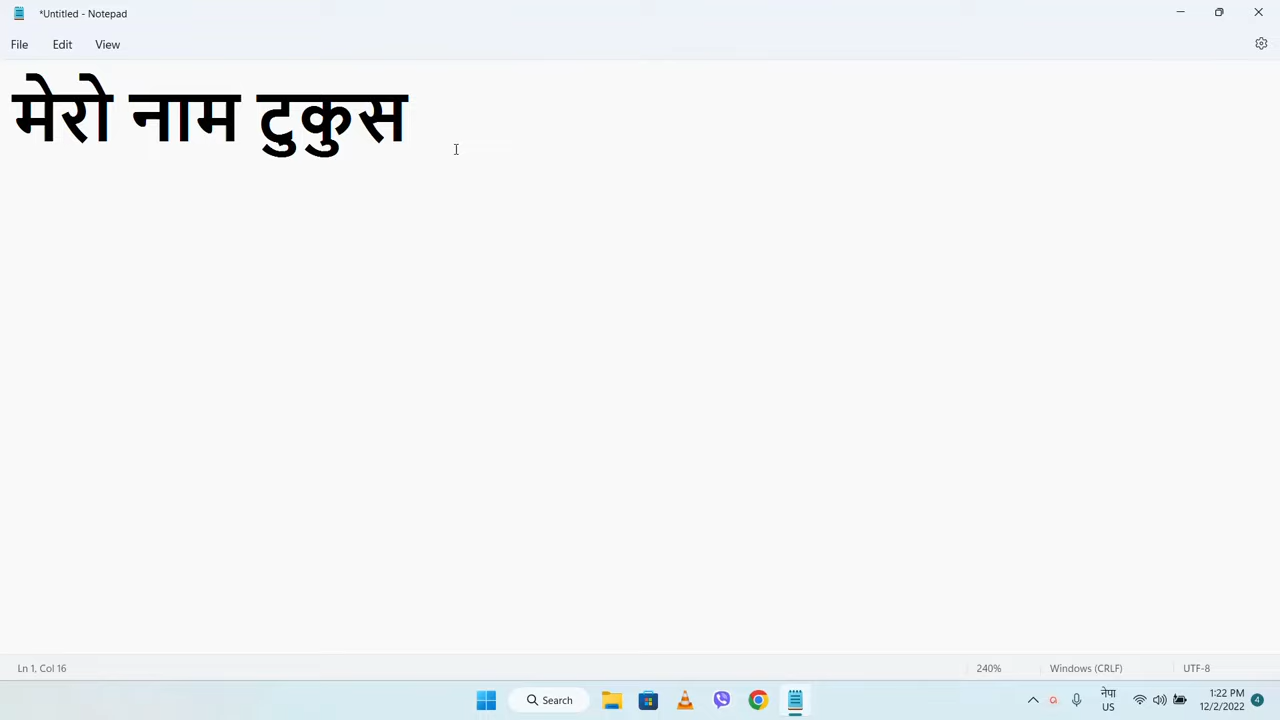 *Untitled - Notepad
File Edit View
मेरो नाम टुकुस
Ln 1, Col 16 240% Windows (CRLF) UTF-8
Search नेपा US 1:22 PM 12/2/2022 4